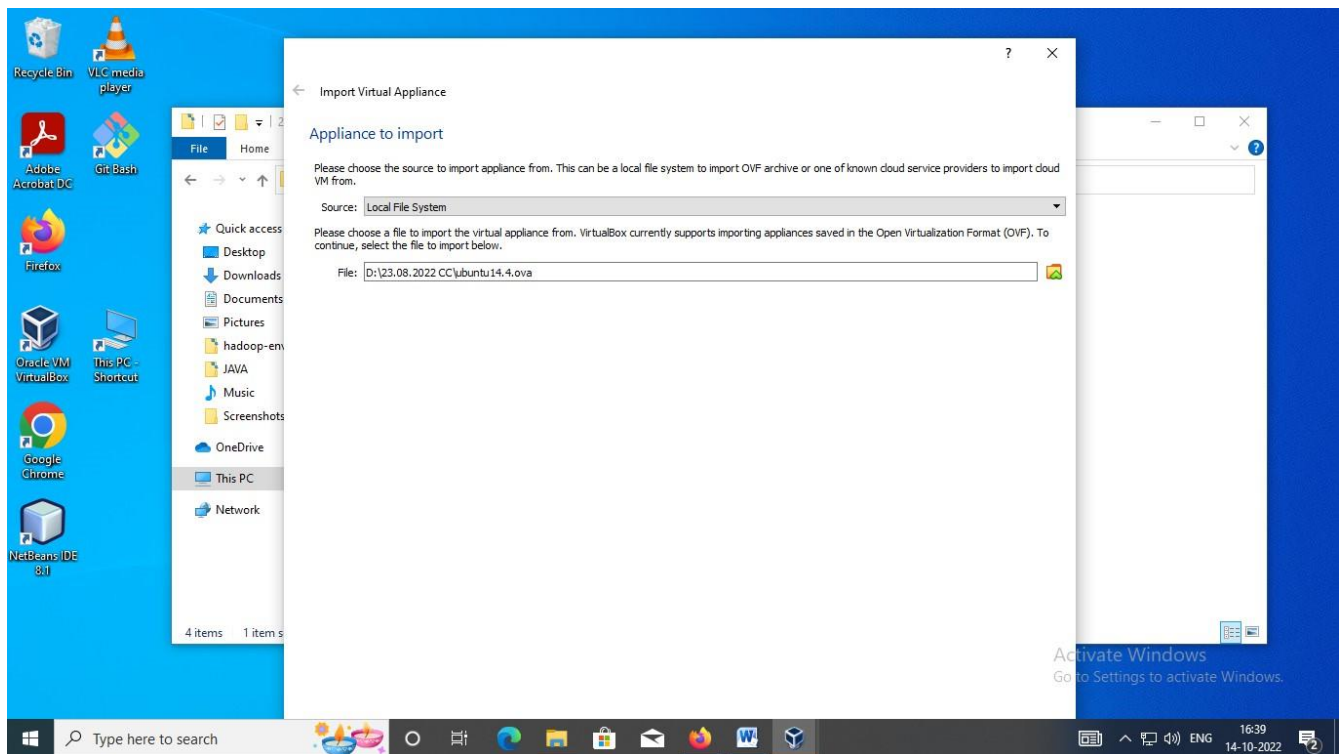 Recycle Bin
VLC media
player
Adobe
Acrobat DC
Git Bash
Firefox
Oracle VM
VirtualBox
This PC -
Shortcut
Google
Chrome
NetBeans IDE
8.1
File
Home
Quick access
Desktop
Downloads
Documents
Pictures
hadoop-env
JAVA
Music
Screenshots
OneDrive
This PC
Network
4 items 1 item s
? ×
Import Virtual Appliance
Appliance to import
Please choose the source to import appliance from. This can be a local file system to import OVF archive or one of known cloud service providers to import cloud
VM from.
Source: Local File System
Please choose a file to import the virtual appliance from. VirtualBox currently supports importing appliances saved in the Open Virtualization Format (OVF). To
continue, select the file to import below.
File: D:\23.08.2022 CC\ubuntu14.4.ova
Activate Windows
Go to Settings to activate Windows.
Type here to search
ENG
16:39
14-10-2022
2